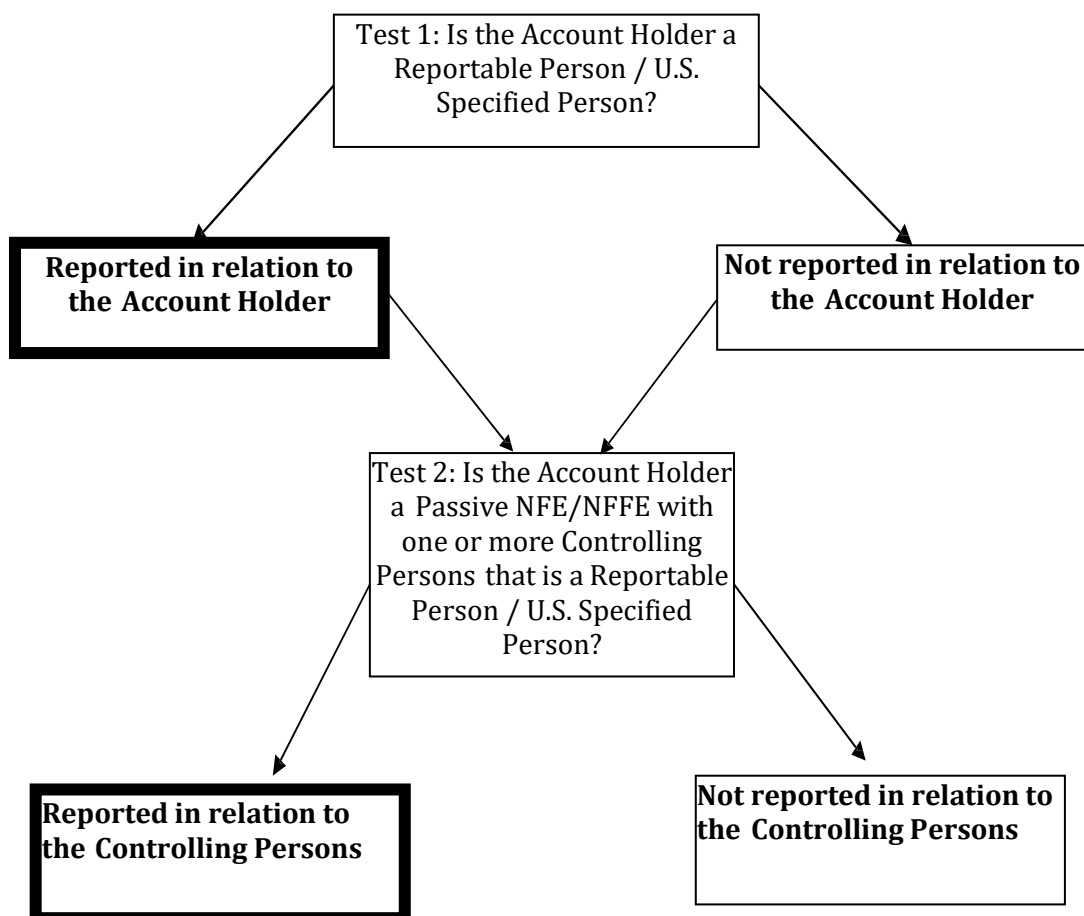 Test 1: Is the Account Holder a
Reportable Person / U.S.
Specified Person?
Reported in relation to
the Account Holder
Not reported in relation to
the Account Holder
Test 2: Is the Account Holder
a Passive NFE/NFFE with
one or more Controlling
Persons that is a Reportable
Person / U.S. Specified
Person?
Reported in relation to
the Controlling Persons
Not reported in relation to
the Controlling Persons